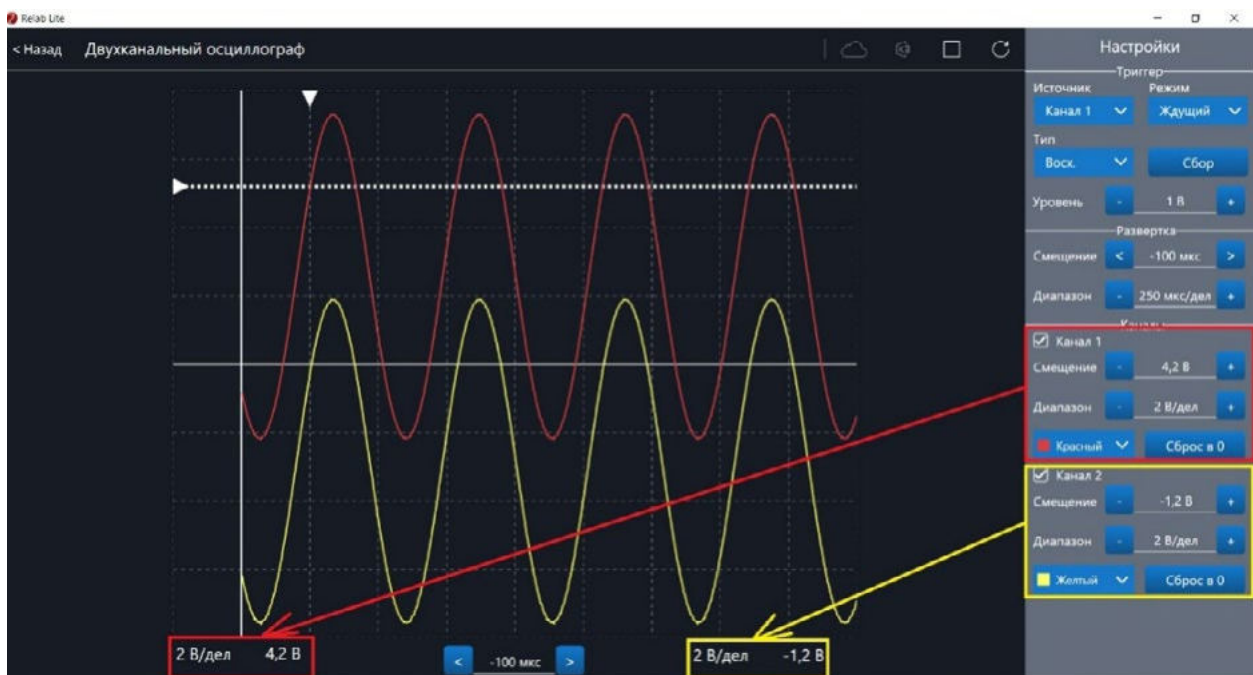 Relab Lite
< Назад Двухканальный осциллограф
Настройки
Триггер
Источник Режим
Канал 1 Ждущий
Тип
Восх. Сбор
Уровень - 1 В +
Развертка
Смещение < -100 мкс >
Диапазон - 250 мкс/дел +
Каналы
Канал 1
Смещение - 4,2 В +
Диапазон - 2 В/дел +
Красный Сброс в 0
Канал 2
Смещение - -1,2 В +
Диапазон - 2 В/дел +
Желтый Сброс в 0
2 В/дел 4,2 В < -100 мкс > 2 В/дел -1,2 В